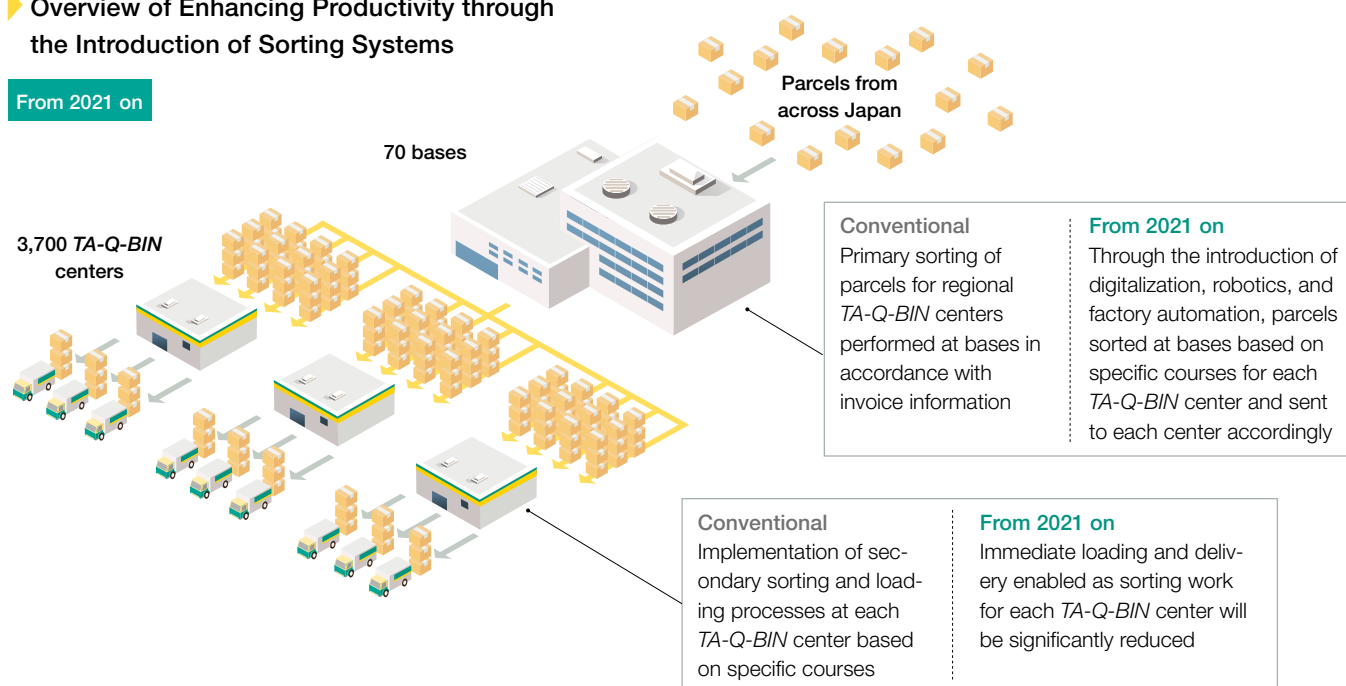 Overview of Enhancing Productivity through
the Introduction of Sorting Systems
From 2021 on
Parcels from
across Japan
70 bases
3,700 TA-Q-BIN
centers
Conventional
Primary sorting of
parcels for regional
TA-Q-BIN centers
performed at bases in
accordance with
invoice information
From 2021 on
Through the introduction of
digitalization, robotics, and
factory automation, parcels
sorted at bases based on
specific courses for each
TA-Q-BIN center and sent
to each center accordingly
Conventional
Implementation of sec-
ondary sorting and load-
ing processes at each
TA-Q-BIN center based
on specific courses
From 2021 on
Immediate loading and deliv-
ery enabled as sorting work
for each TA-Q-BIN center will
be significantly reduced